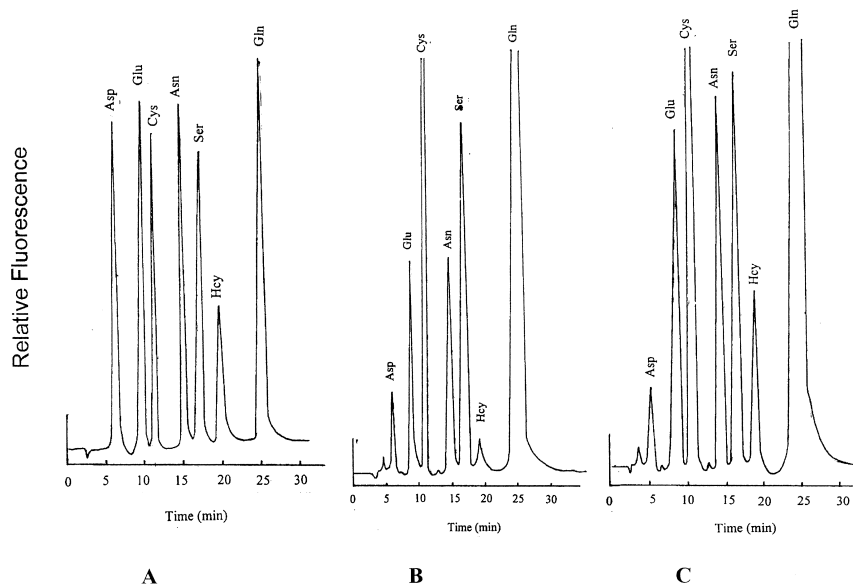 Relative Fluorescence
Asp
Glu
Cys
Asn
Ser
Hcy
Gln
0 5 10 15 20 25 30
Time (min)
A
Asp
Glu
Cys
Asn
Ser
Hcy
Gln
0 5 10 15 20 25 30
Time (min)
B
Asp
Glu
Cys
Asn
Ser
Hcy
Gln
0 5 10 15 20 25 30
Time (min)
C